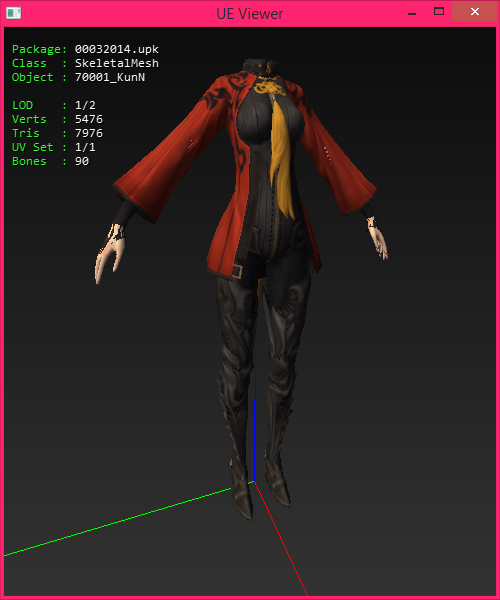 UE Viewer
Package: 00032014.upk
Class  : SkeletalMesh
Object : 70001_KunN
LOD    : 1/2
Verts  : 5476
Tris   : 7976
UV Set : 1/1
Bones  : 90